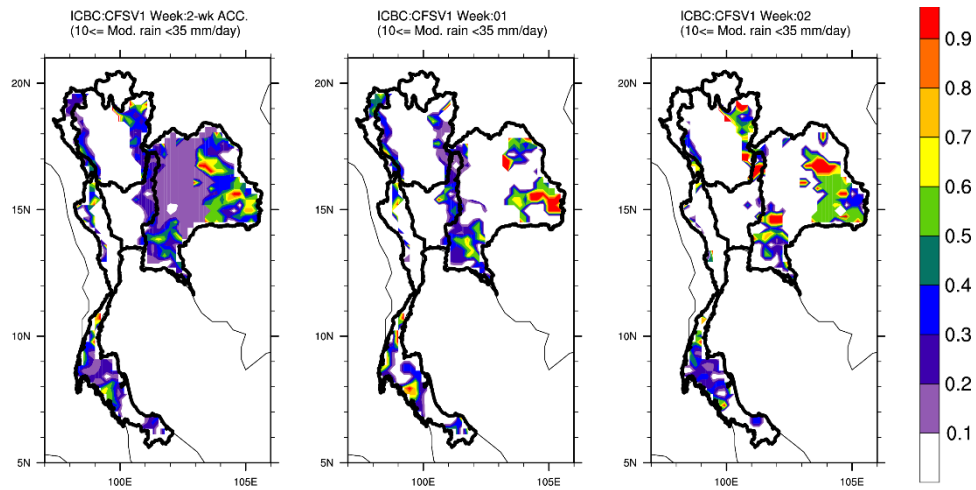 ICBC:CFSV1 Week:2-wk ACC.
(10<= Mod. rain <35 mm/day)
ICBC:CFSV1 Week:01
(10<= Mod. rain <35 mm/day)
ICBC:CFSV1 Week:02
(10<= Mod. rain <35 mm/day)
20N
15N
10N
5N
100E
105E
20N
15N
10N
5N
100E
105E
20N
15N
10N
5N
100E
105E
0.9
0.8
0.7
0.6
0.5
0.4
0.3
0.2
0.1